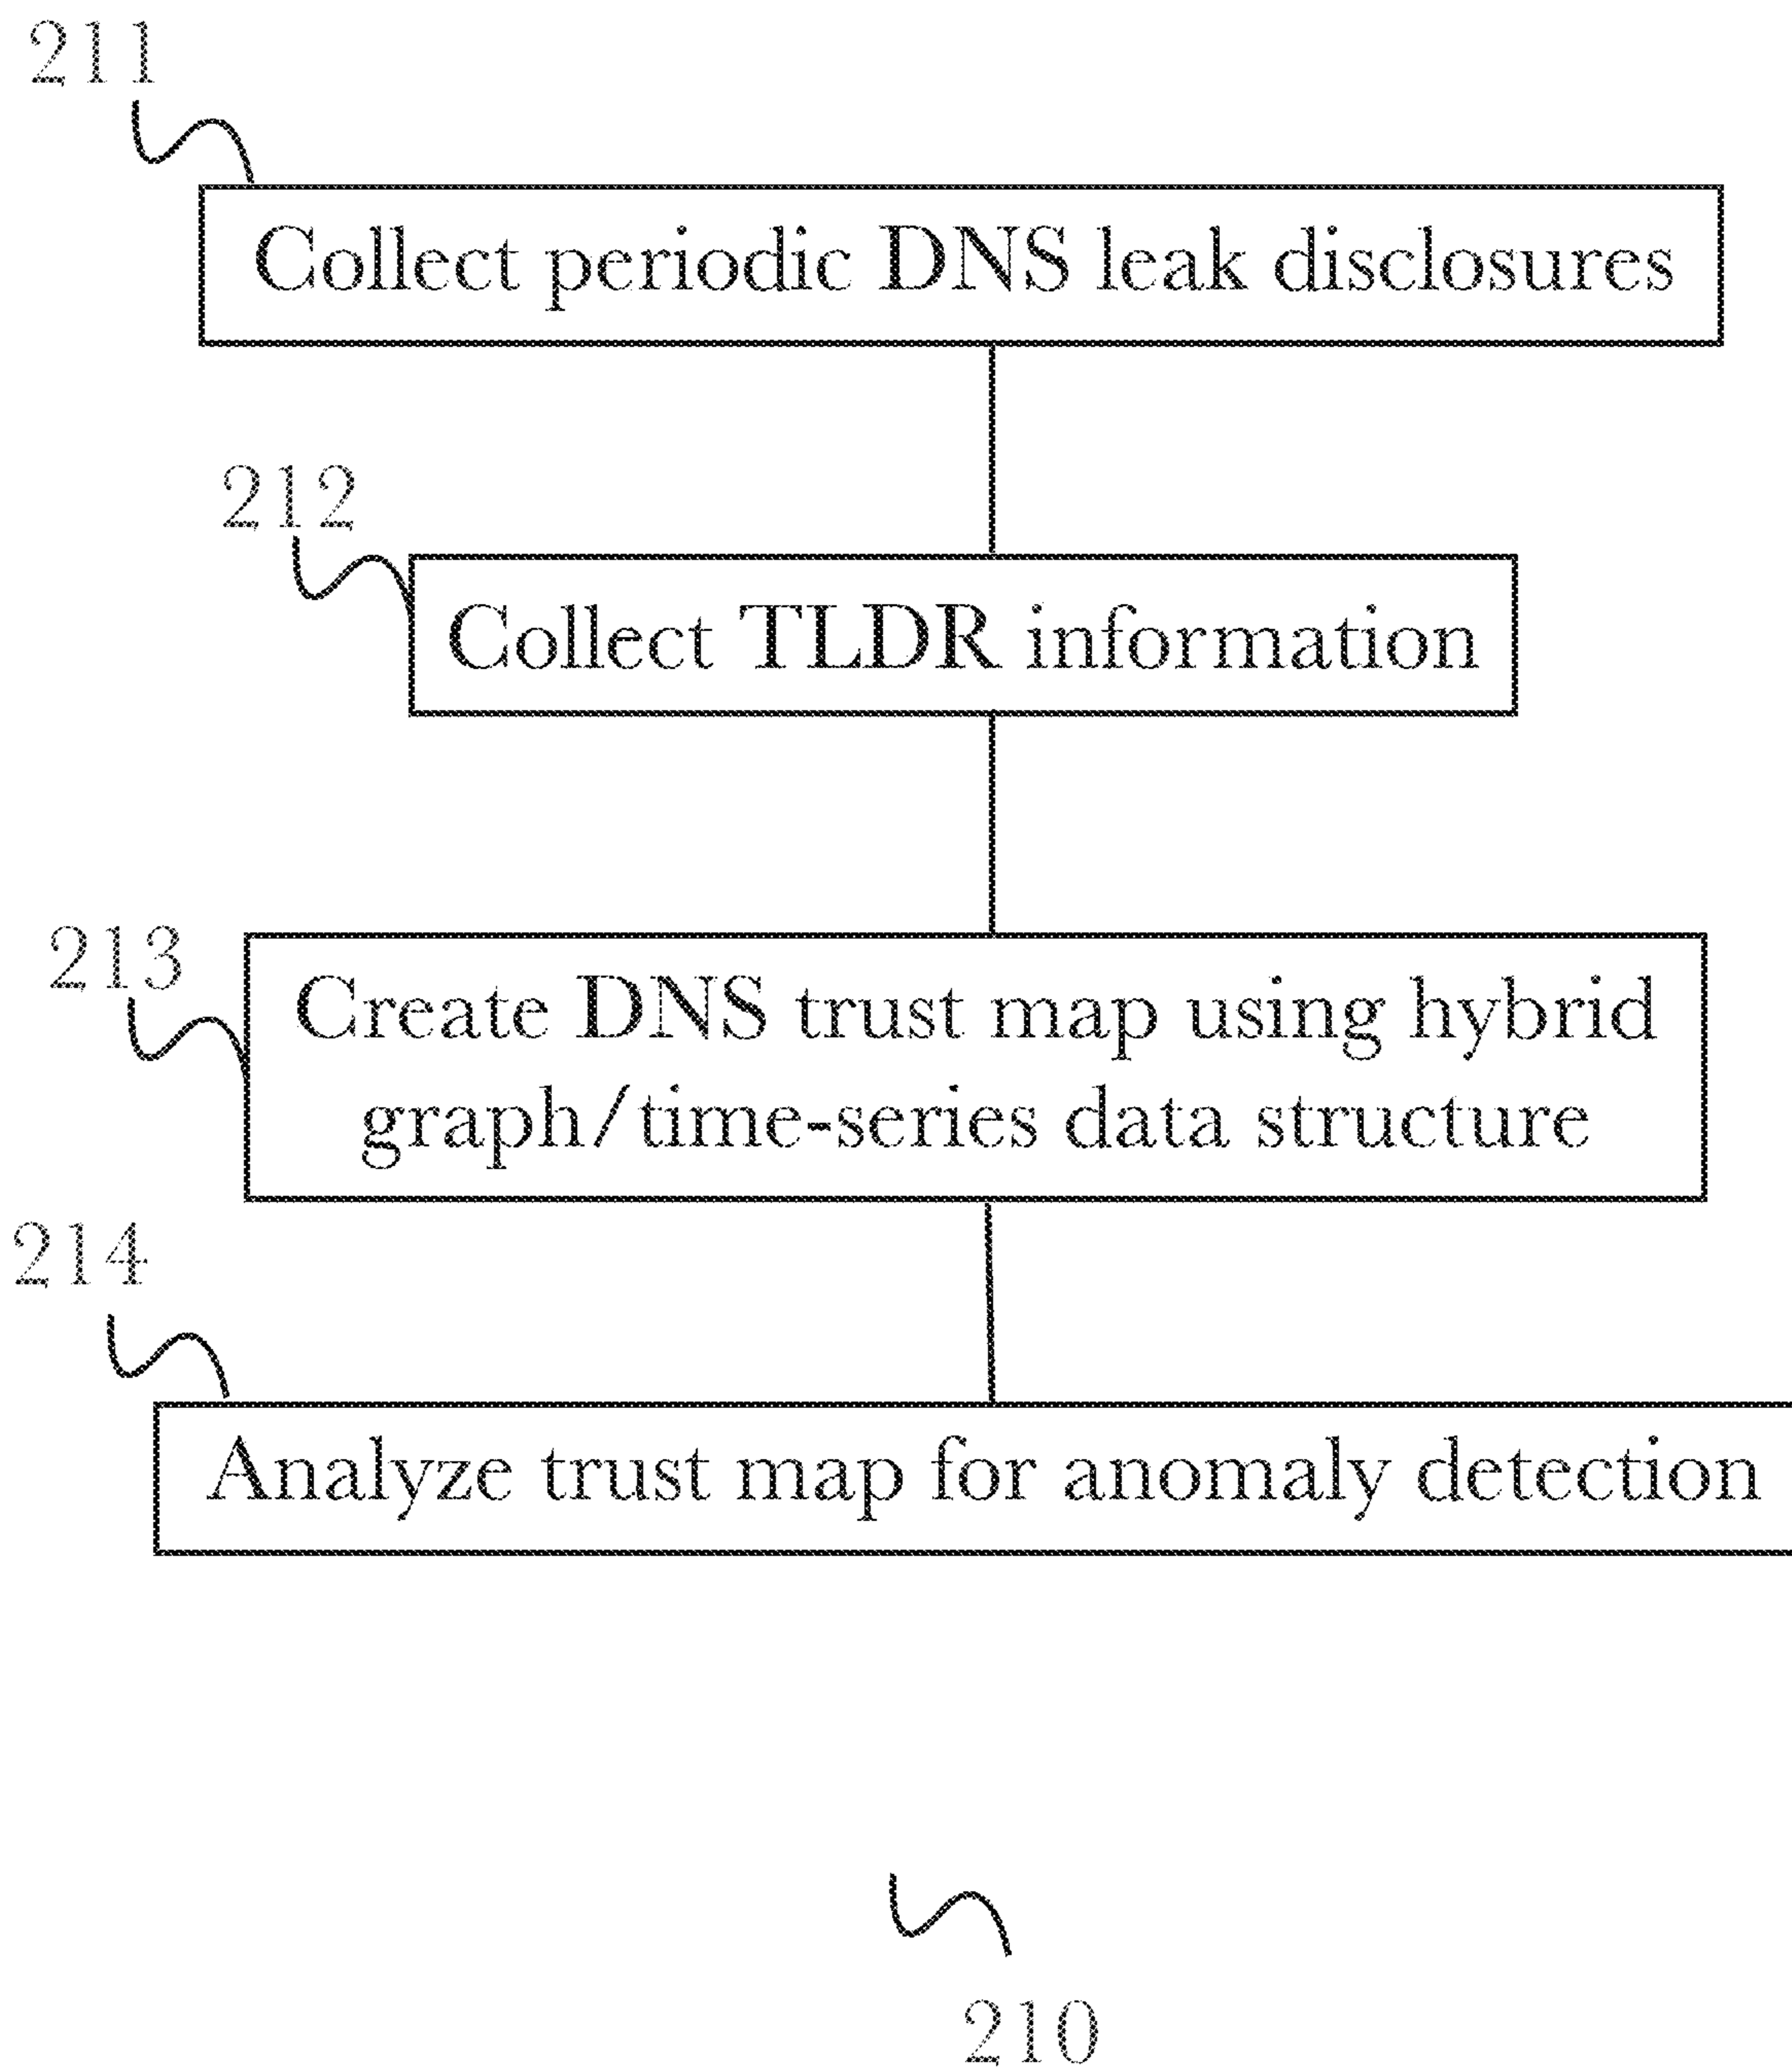 211
Collect periodic DNS leak disclosures
212
Collect TLDR information
213
Create DNS trust map using hybrid
graph/time-series data structure
214
Analyze trust map for anomaly detection
210